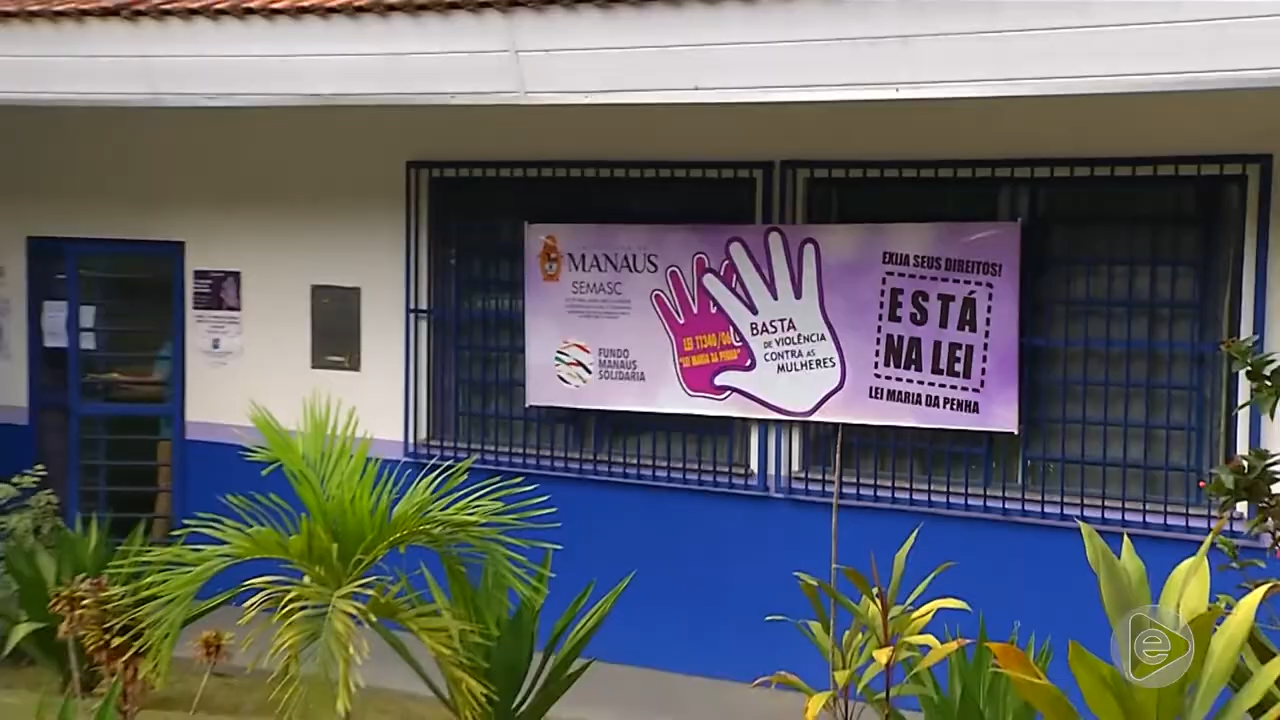 MANAUS
SEMASC
FUNDO
MANAUS
SOLIDARIA
LEI 11340/06
"LEI MARIA DA PENHA"
BASTA
DE VIOLÊNCIA
CONTRA AS
MULHERES
EXIJA SEUS DIREITOS!
ESTÁ
NA LEI
LEI MARIA DA PENHA
e